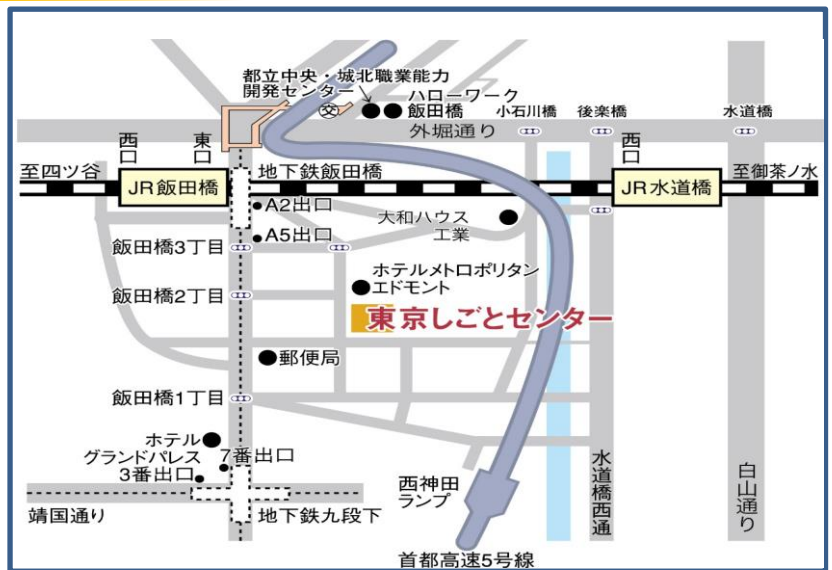 都立中央・城北職業能力
開発センター
ハローワーク
飯田橋
小石川橋
後楽橋
水道橋
外堀通り
西口
東口
西口
至四ツ谷
地下鉄飯田橋
至御茶ノ水
JR飯田橋
JR水道橋
A2出口
大和ハウス
工業
A5出口
飯田橋3丁目
ホテルメトロポリタン
エドモント
飯田橋2丁目
東京しごとセンター
郵便局
飯田橋1丁目
ホテル
グランドパレス
7番出口
3番出口
西神田
ランプ
水道橋西通
白山通り
靖国通り
地下鉄九段下
首都高速5号線